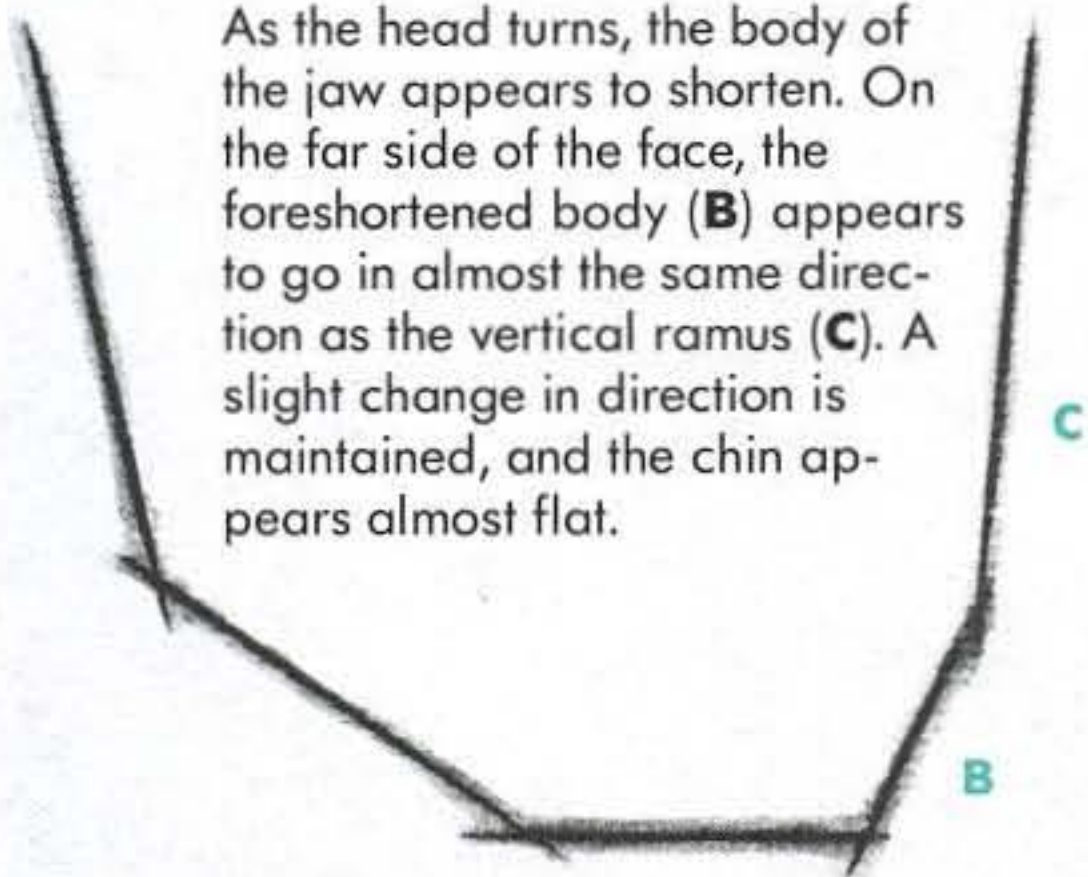 As the head turns, the body of
the jaw appears to shorten. On
the far side of the face, the
foreshortened body (B) appears
to go in almost the same direc-
tion as the vertical ramus (C). A
slight change in direction is
maintained, and the chin ap-
pears almost flat.
C
B